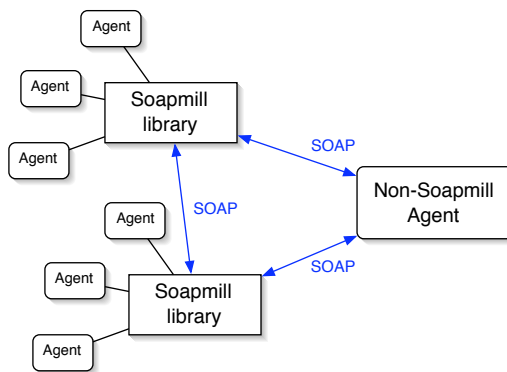 Agent
Agent
Soapmill
library
Agent
SOAP
Non-Soapmill
Agent
SOAP
Agent
SOAP
Agent
Soapmill
library
Agent